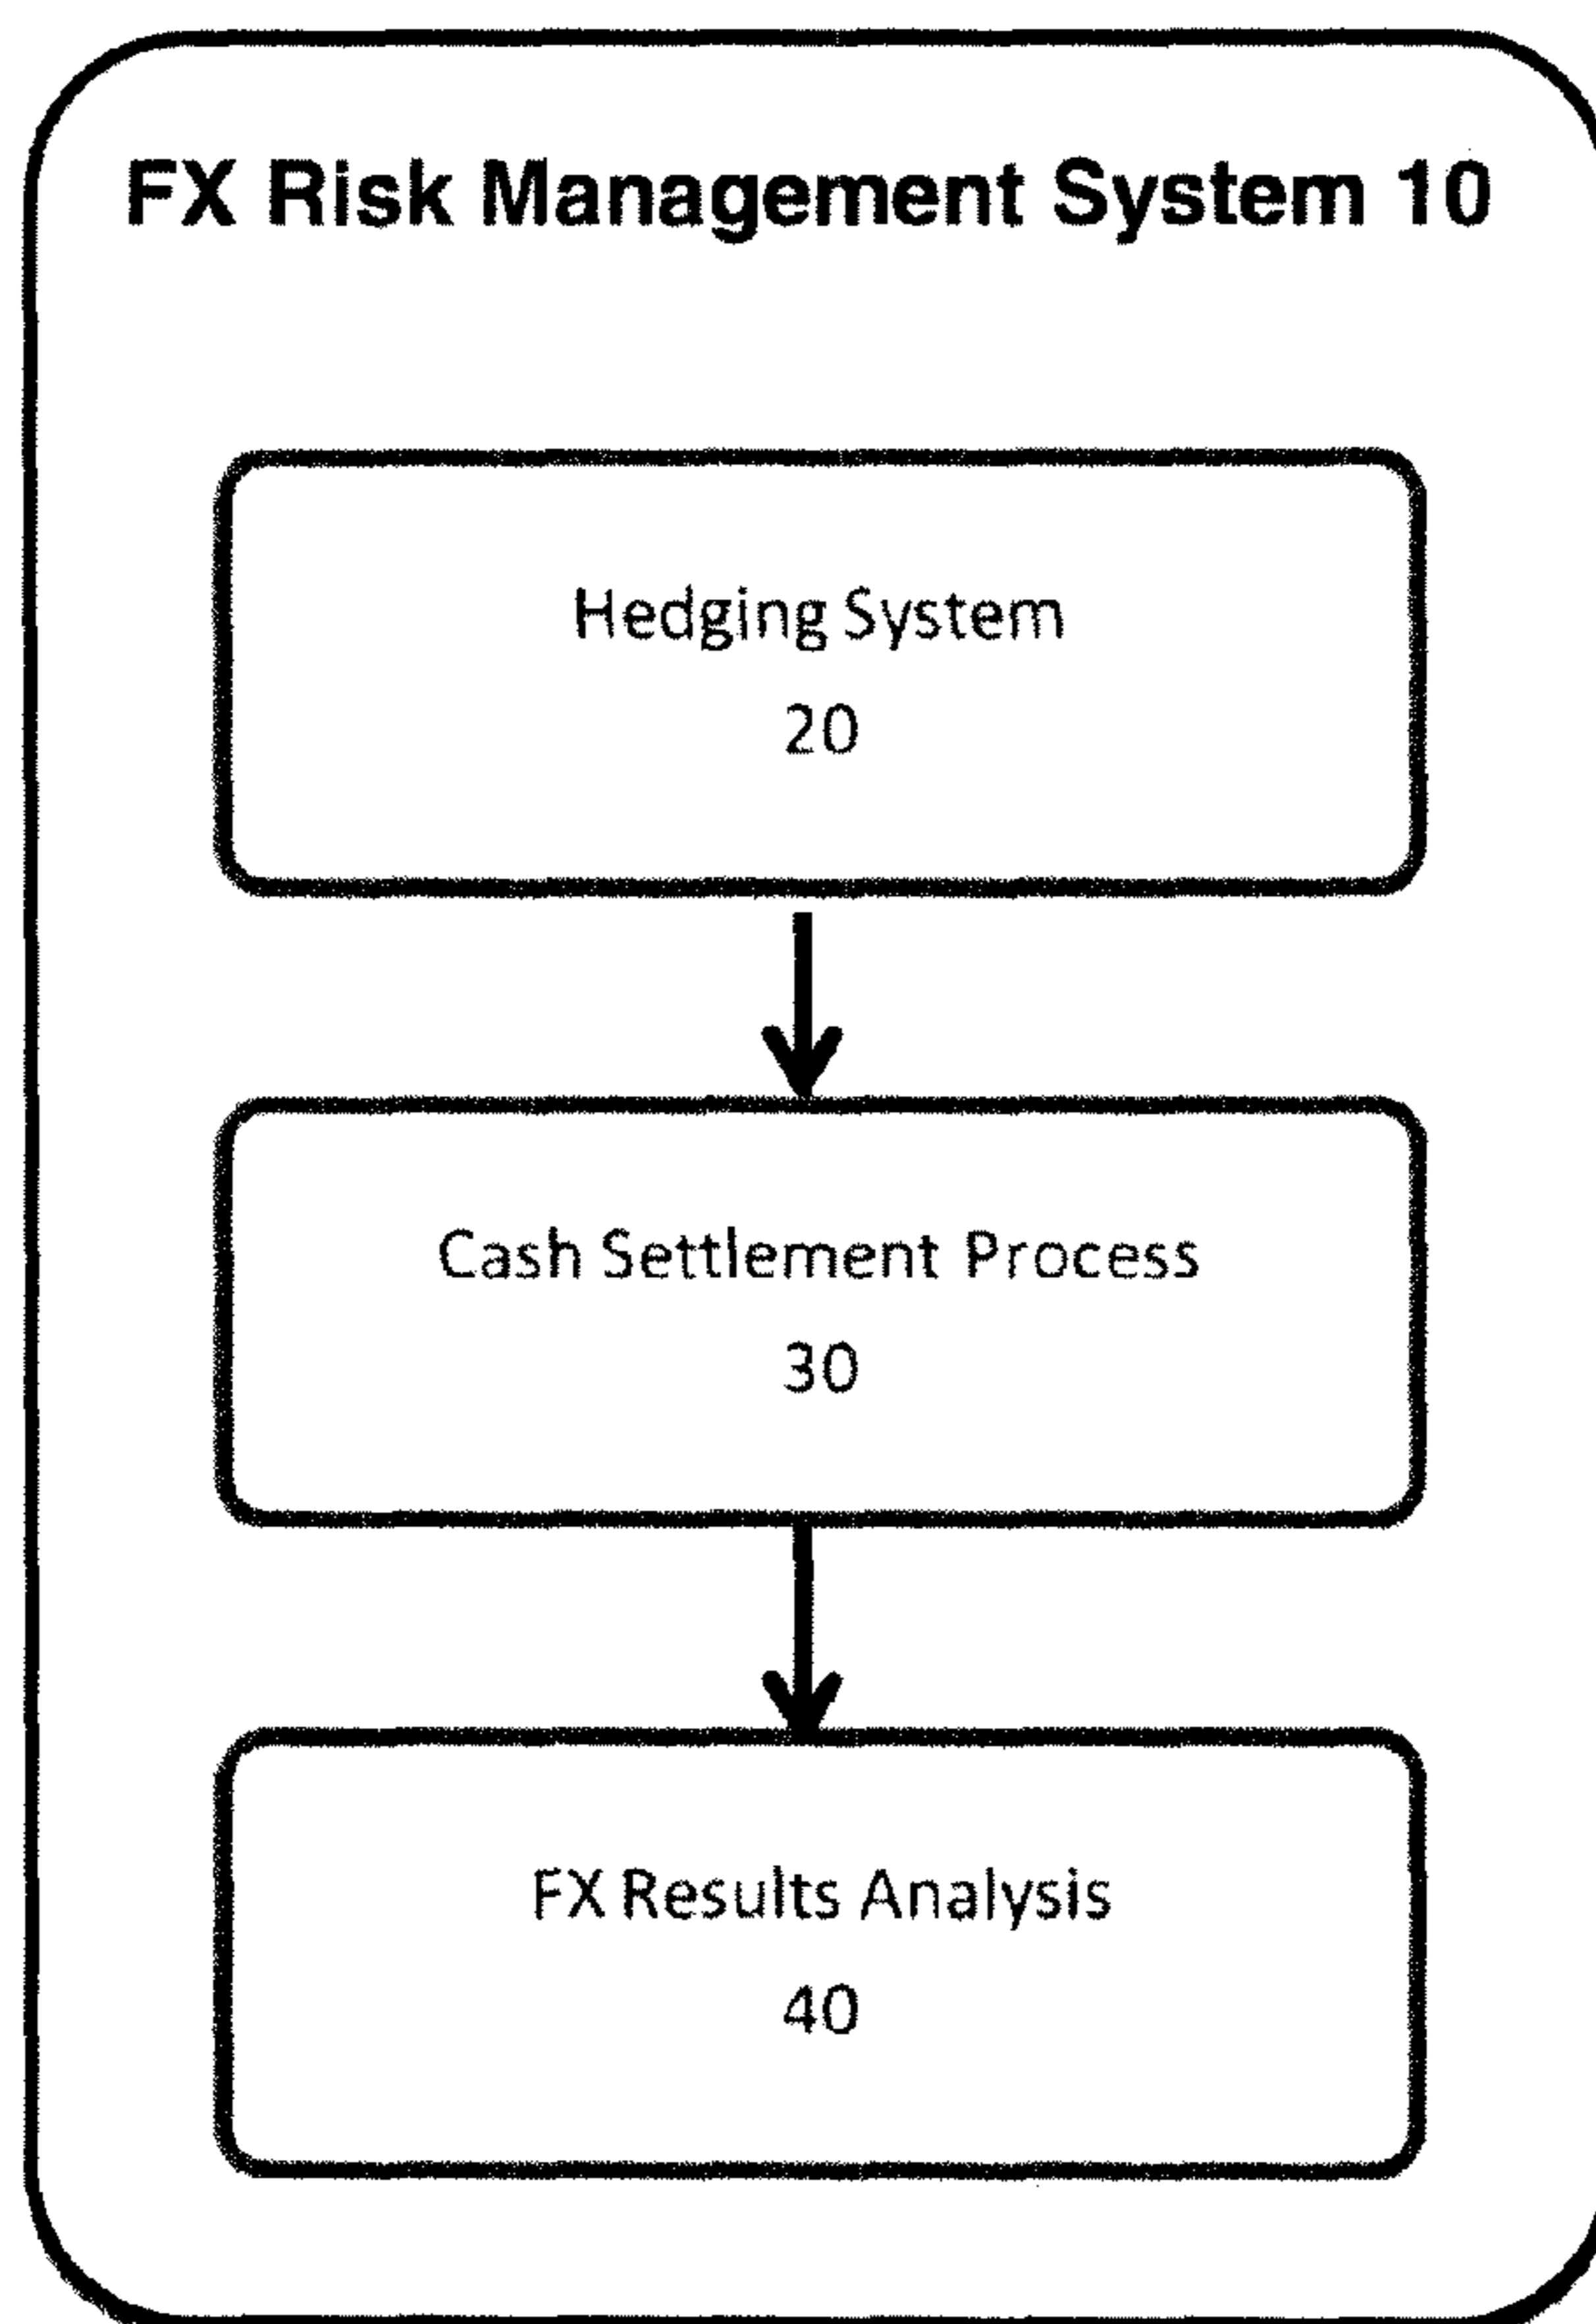 FX Risk Management System 10
Hedging System
20
Cash Settlement Process
30
FX Results Analysis
40